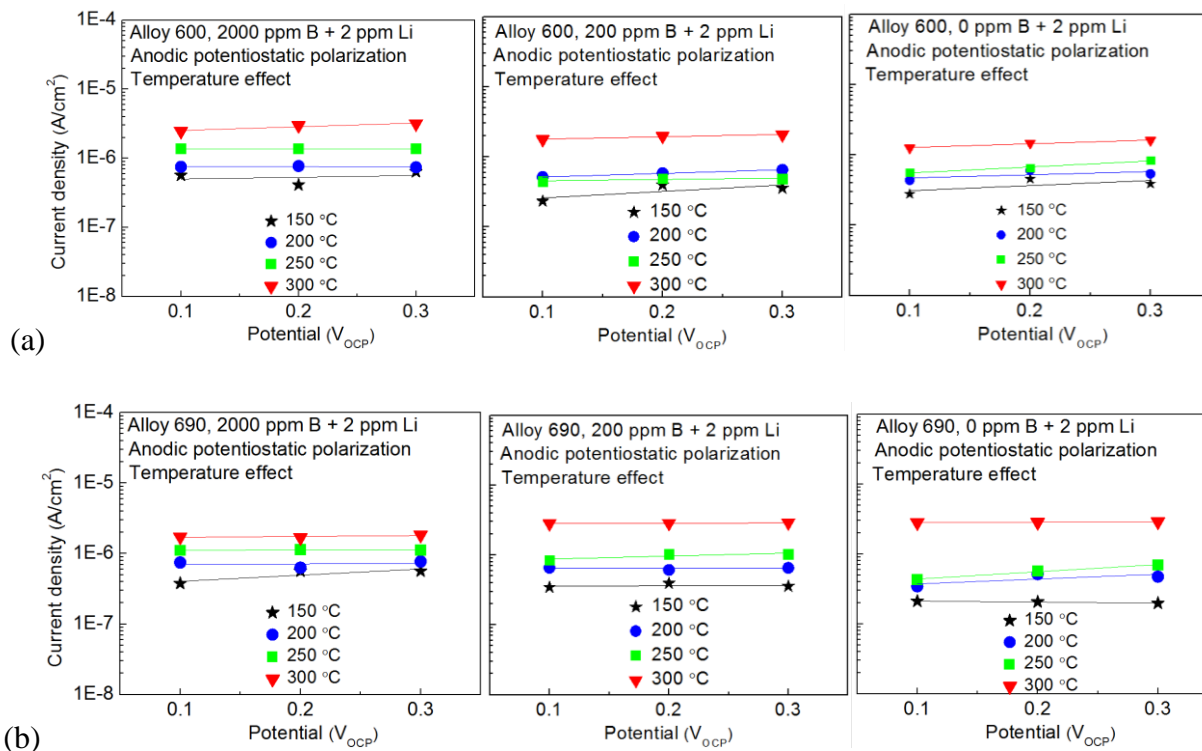 Alloy 600, 2000 ppm B + 2 ppm Li
Anodic potentiostatic polarization
Temperature effect
1E-4
1E-5
1E-6
1E-7
1E-8
Current density (A/cm²)
150 °C
200 °C
250 °C
300 °C
0.1 0.2 0.3
Potential (V_OCP)
Alloy 600, 200 ppm B + 2 ppm Li
Anodic potentiostatic polarization
Temperature effect
150 °C
200 °C
250 °C
300 °C
0.1 0.2 0.3
Potential (V_OCP)
Alloy 600, 0 ppm B + 2 ppm Li
Anodic potentiostatic polarization
Temperature effect
150 °C
200 °C
250 °C
300 °C
0.1 0.2 0.3
Potential (V_OCP)
(a)
Alloy 690, 2000 ppm B + 2 ppm Li
Anodic potentiostatic polarization
Temperature effect
1E-4
1E-5
1E-6
1E-7
1E-8
Current density (A/cm²)
150 °C
200 °C
250 °C
300 °C
0.1 0.2 0.3
Potential (V_OCP)
Alloy 690, 200 ppm B + 2 ppm Li
Anodic potentiostatic polarization
Temperature effect
150 °C
200 °C
250 °C
300 °C
0.1 0.2 0.3
Potential (V_OCP)
Alloy 690, 0 ppm B + 2 ppm Li
Anodic potentiostatic polarization
Temperature effect
150 °C
200 °C
250 °C
300 °C
0.1 0.2 0.3
Potential (V_OCP)
(b)